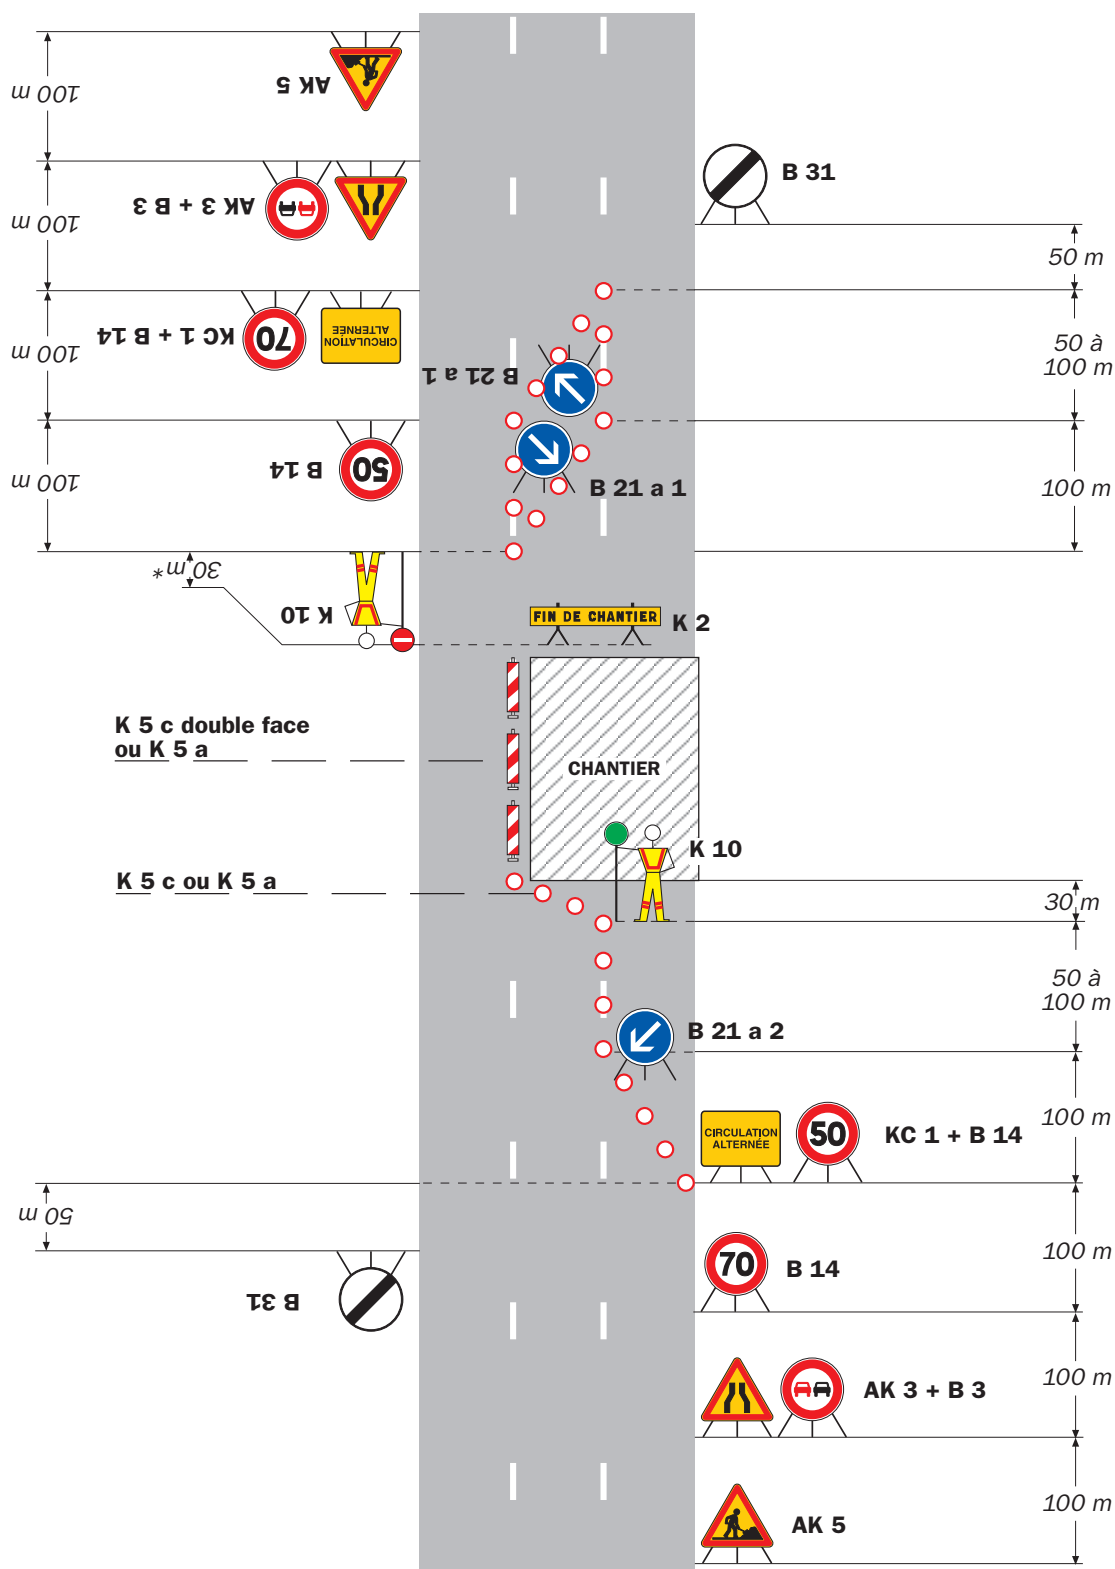 100 m
AK 5
100 m
AK 3 + B 3
B 31
50 m
100 m
KC 1 + B 14
70
CIRCULATION
ALTERNÉE
50 à
100 m
B 21 a 1
100 m
B 14
50
B 21 a 1
100 m
30 m*
K 10
FIN DE CHANTIER
K 2
K 5 c double face
ou K 5 a
CHANTIER
K 10
K 5 c ou K 5 a
30 m
50 à
100 m
B 21 a 2
CIRCULATION
ALTERNÉE
50
KC 1 + B 14
100 m
50 m
70
B 14
100 m
B 31
AK 3 + B 3
100 m
AK 5
100 m